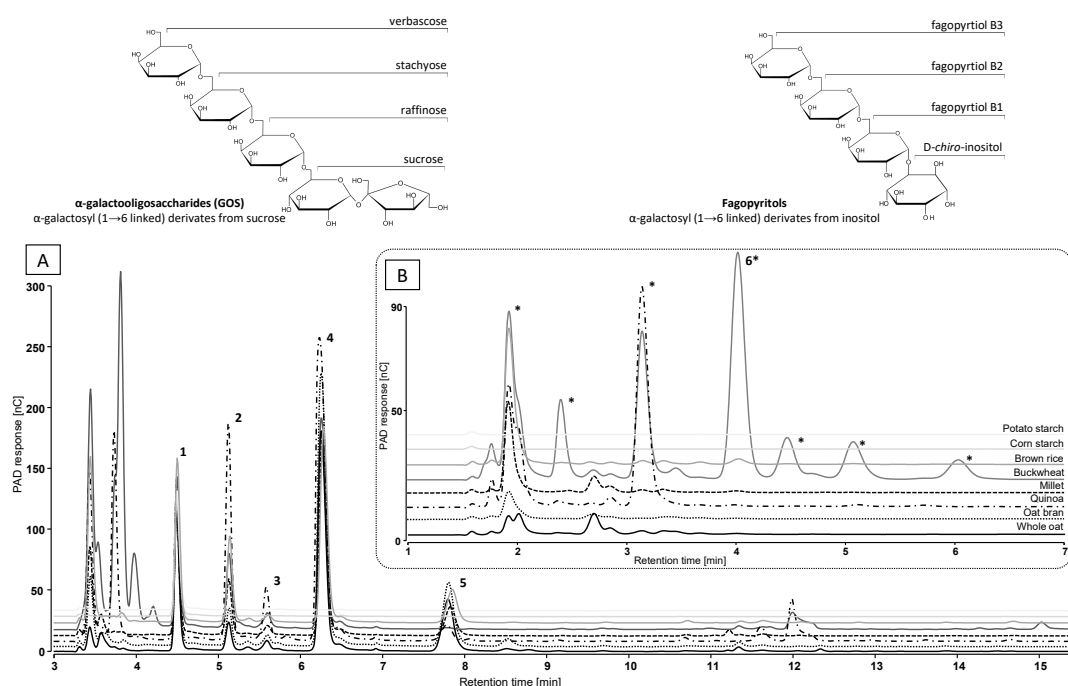 verbascose
stachyose
raffinose
sucrose
α-galactooligosaccharides (GOS)
α-galactosyl (1→6 linked) derivates from sucrose
fagopyrtiol B3
fagopyrtiol B2
fagopyrtiol B1
D-chiro-inositol
Fagopyritols
α-galactosyl (1→6 linked) derivates from inositol
A
300
250
200
150
100
50
0
PAD response [nC]
1
2
3
4
5
3 4 5 6 7 8 9 10 11 12 13 14 15
Retention time [min]
B
90
50
0
PAD response [nC]
*
*
*
6*
*
*
*
Potato starch
Corn starch
Brown rice
Buckwheat
Millet
Quinoa
Oat bran
Whole oat
1 2 3 4 5 6 7
Retention time [min]